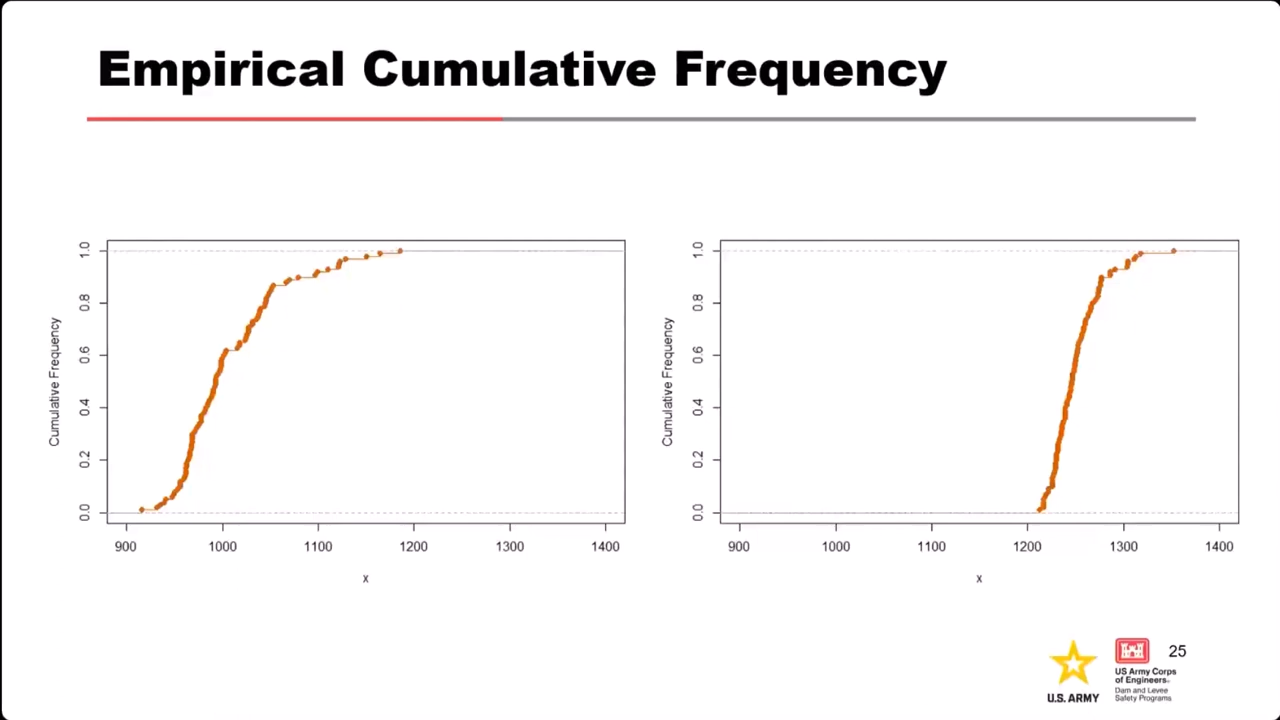 Empirical Cumulative Frequency
Cumulative Frequency
1.0
0.8
0.6
0.4
0.2
0.0
900 1000 1100 1200 1300 1400
x
Cumulative Frequency
1.0
0.8
0.6
0.4
0.2
0.0
900 1000 1100 1200 1300 1400
x
U.S. ARMY
US Army Corps
of Engineers®
Dam and Levee
Safety Programs
25